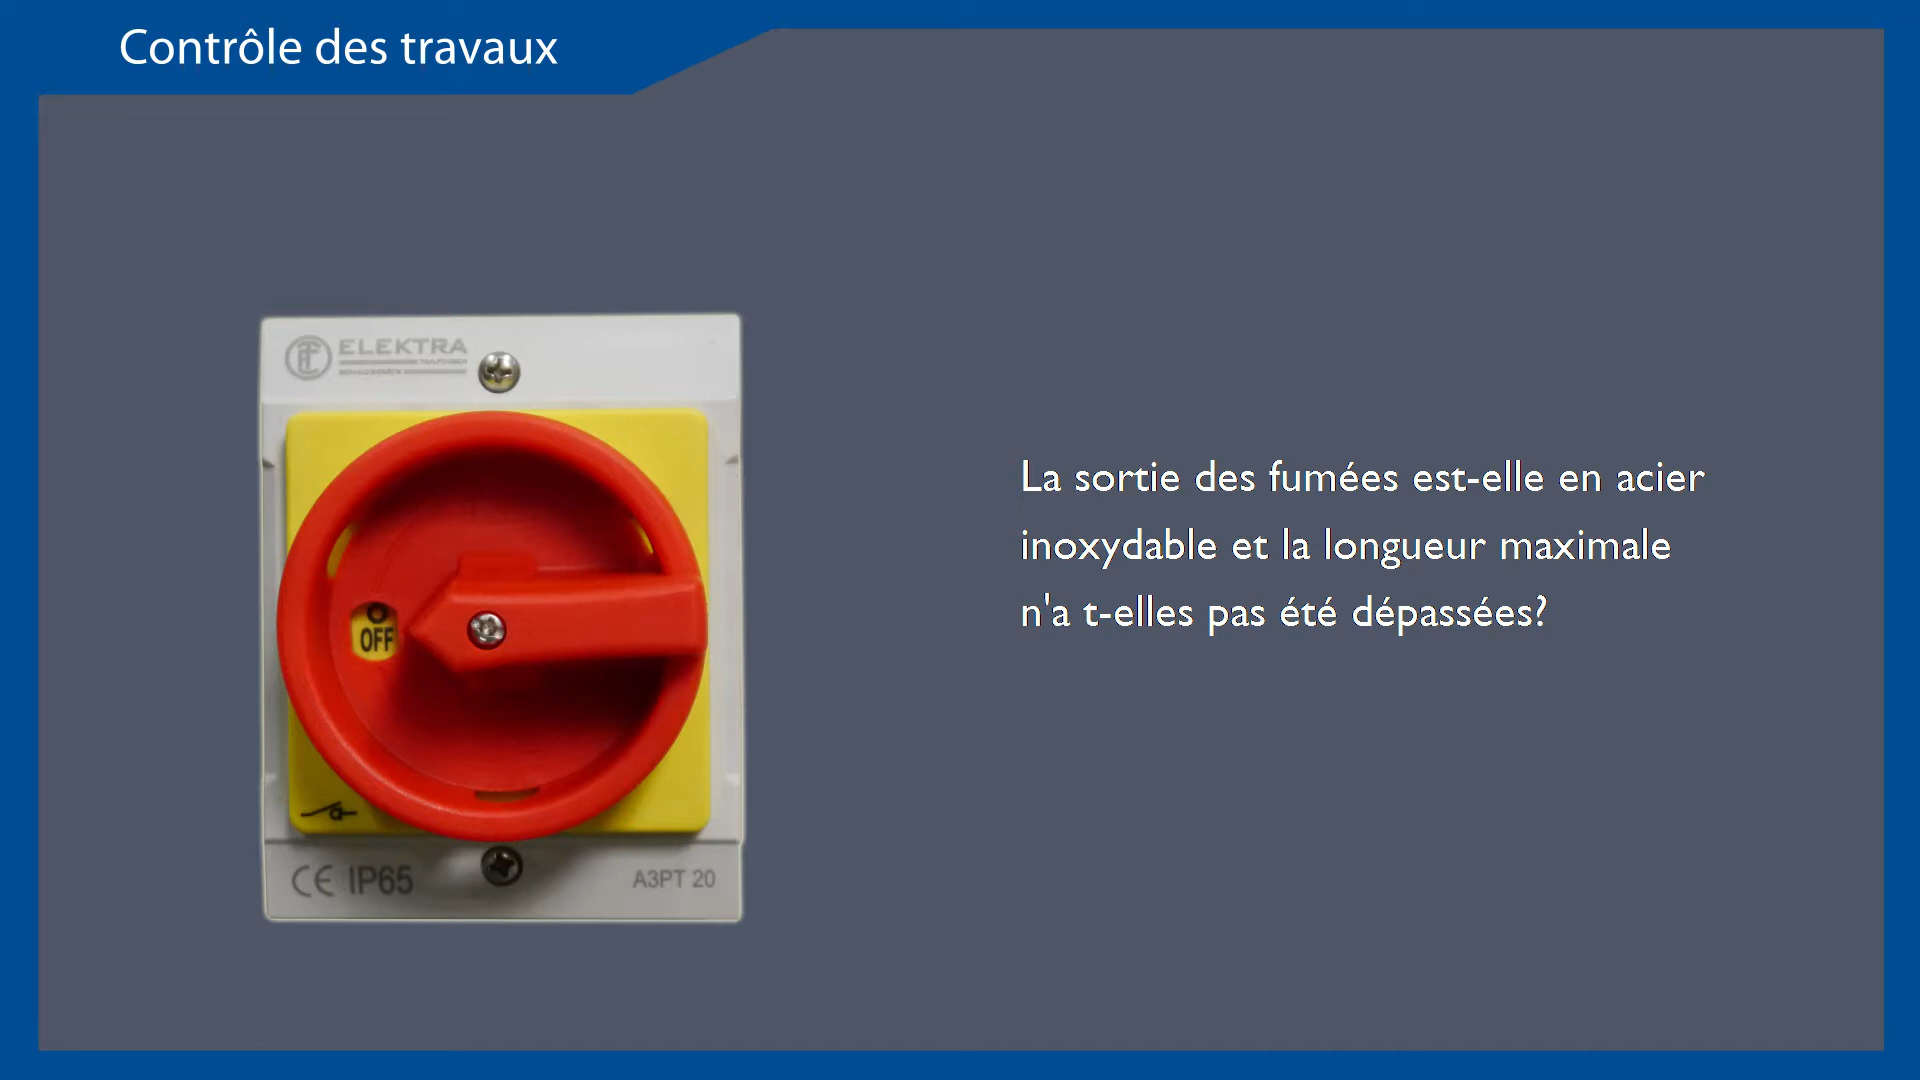 Contrôle des travaux
ELEKTRA
O
OFF
La sortie des fumées est-elle en acier
inoxydable et la longueur maximale
n'a t-elles pas été dépassées?
CE IP65
A3PT 20